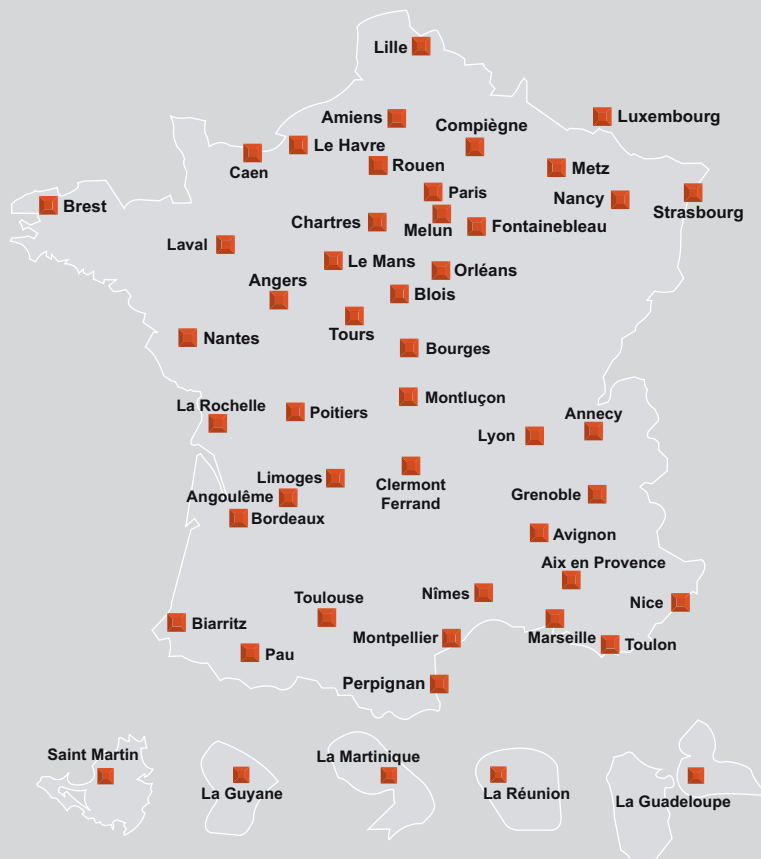 Lille
Amiens
Luxembourg
Compiègne
Le Havre
Caen
Rouen
Metz
Paris
Nancy
Strasbourg
Brest
Chartres
Melun
Fontainebleau
Laval
Le Mans
Orléans
Angers
Blois
Nantes
Tours
Bourges
La Rochelle
Poitiers
Montluçon
Annecy
Lyon
Limoges
Clermont
Ferrand
Angoulême
Grenoble
Bordeaux
Avignon
Aix en Provence
Nîmes
Toulouse
Nice
Biarritz
Montpellier
Marseille
Toulon
Pau
Perpignan
Saint Martin
La Martinique
La Guyane
La Réunion
La Guadeloupe